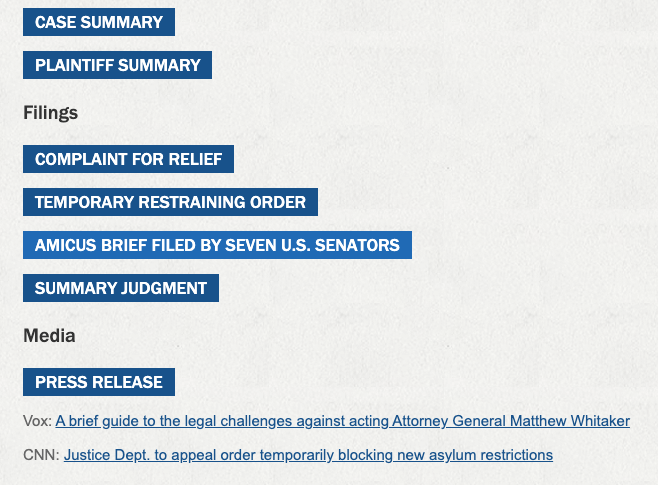 CASE SUMMARY
PLAINTIFF SUMMARY
Filings
COMPLAINT FOR RELIEF
TEMPORARY RESTRAINING ORDER
AMICUS BRIEF FILED BY SEVEN U.S. SENATORS
SUMMARY JUDGMENT
Media
PRESS RELEASE
Vox: A brief guide to the legal challenges against acting Attorney General Matthew Whitaker
CNN: Justice Dept. to appeal order temporarily blocking new asylum restrictions